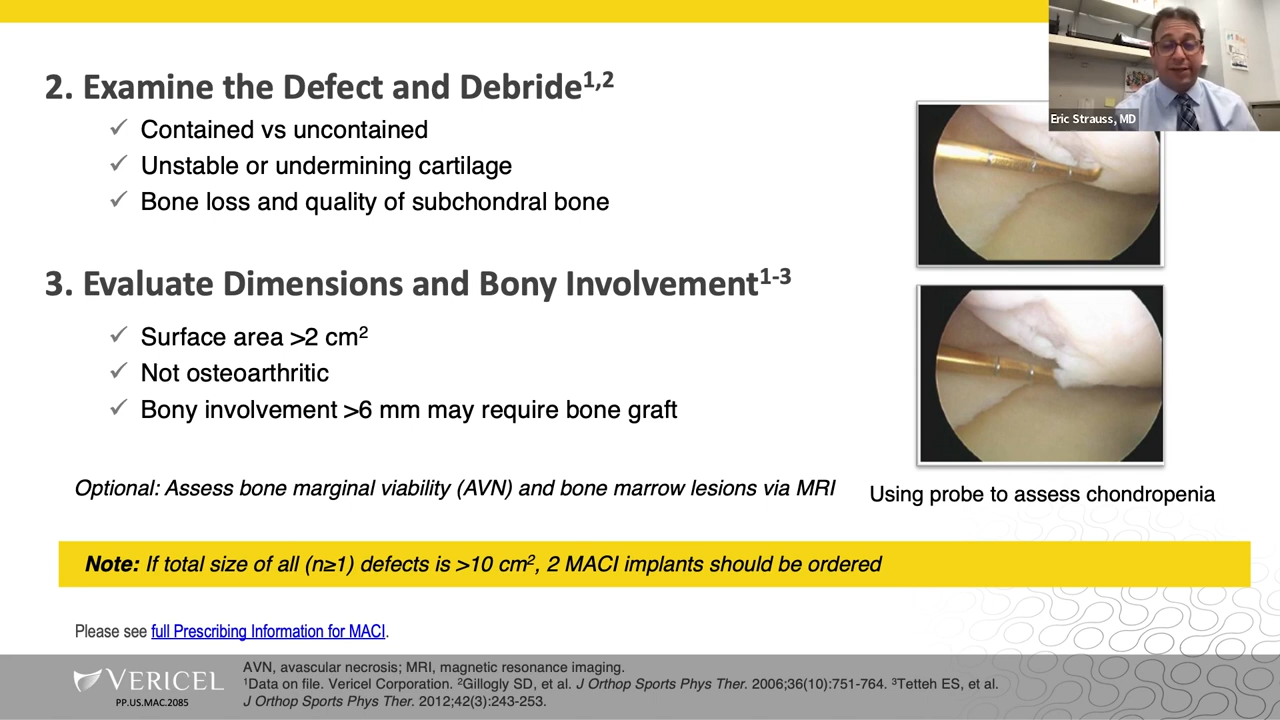 2. Examine the Defect and Debride1,2
✓ Contained vs uncontained
✓ Unstable or undermining cartilage
✓ Bone loss and quality of subchondral bone
3. Evaluate Dimensions and Bony Involvement1-3
✓ Surface area >2 cm2
✓ Not osteoarthritic
✓ Bony involvement >6 mm may require bone graft
Optional: Assess bone marginal viability (AVN) and bone marrow lesions via MRI
Eric Strauss, MD
Using probe to assess chondropenia
Note: If total size of all (n≥1) defects is >10 cm2, 2 MACI implants should be ordered
Please see full Prescribing Information for MACI.
VERICEL
PP.US.MAC.2085
AVN, avascular necrosis; MRI, magnetic resonance imaging.
1Data on file. Vericel Corporation. 2Gillogly SD, et al. J Orthop Sports Phys Ther. 2006;36(10):751-764. 3Tetteh ES, et al.
J Orthop Sports Phys Ther. 2012;42(3):243-253.